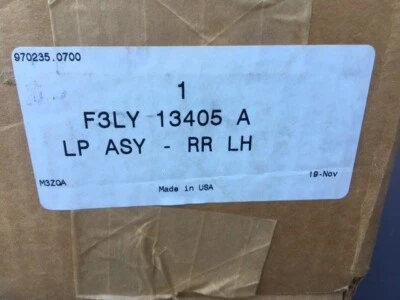 970235.0700
1
F3LY 13405 A
LP ASY - RR LH
M3ZQA
Made in USA
19-Nov